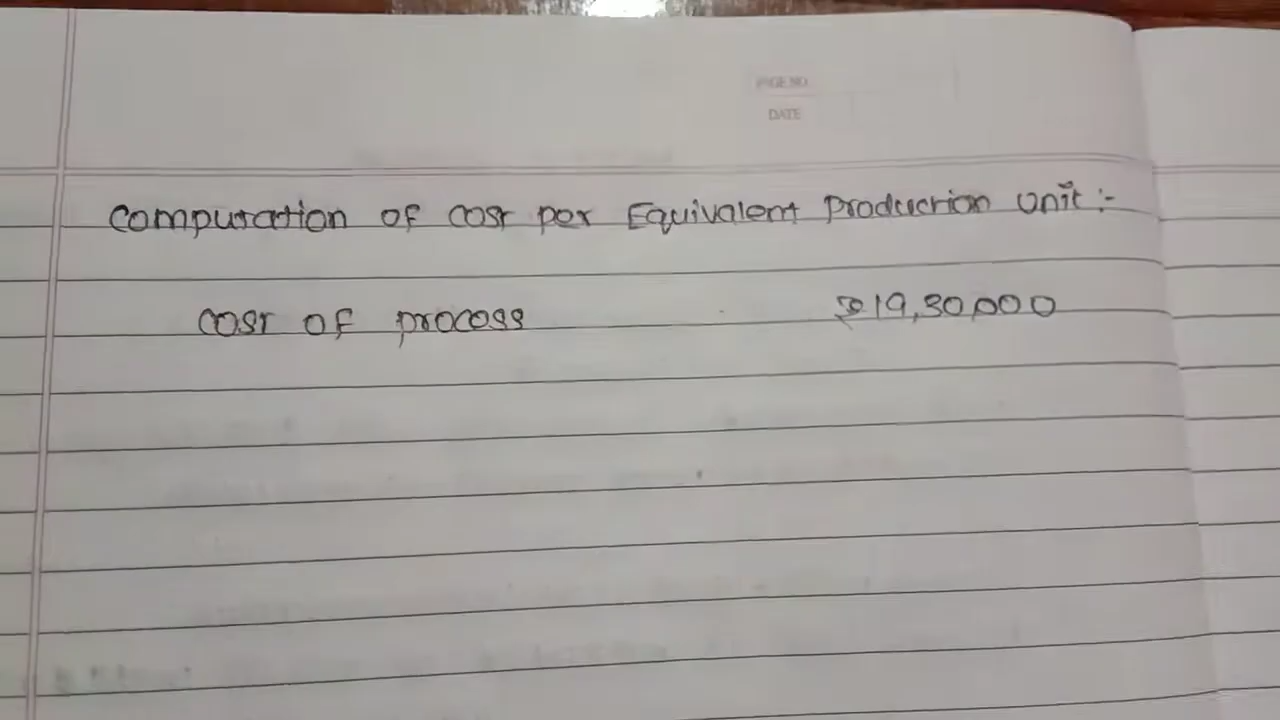 PAGE NO.
DATE
Computation of cost per Equivalent Production Unit :-
cost of process ₹19,30,000